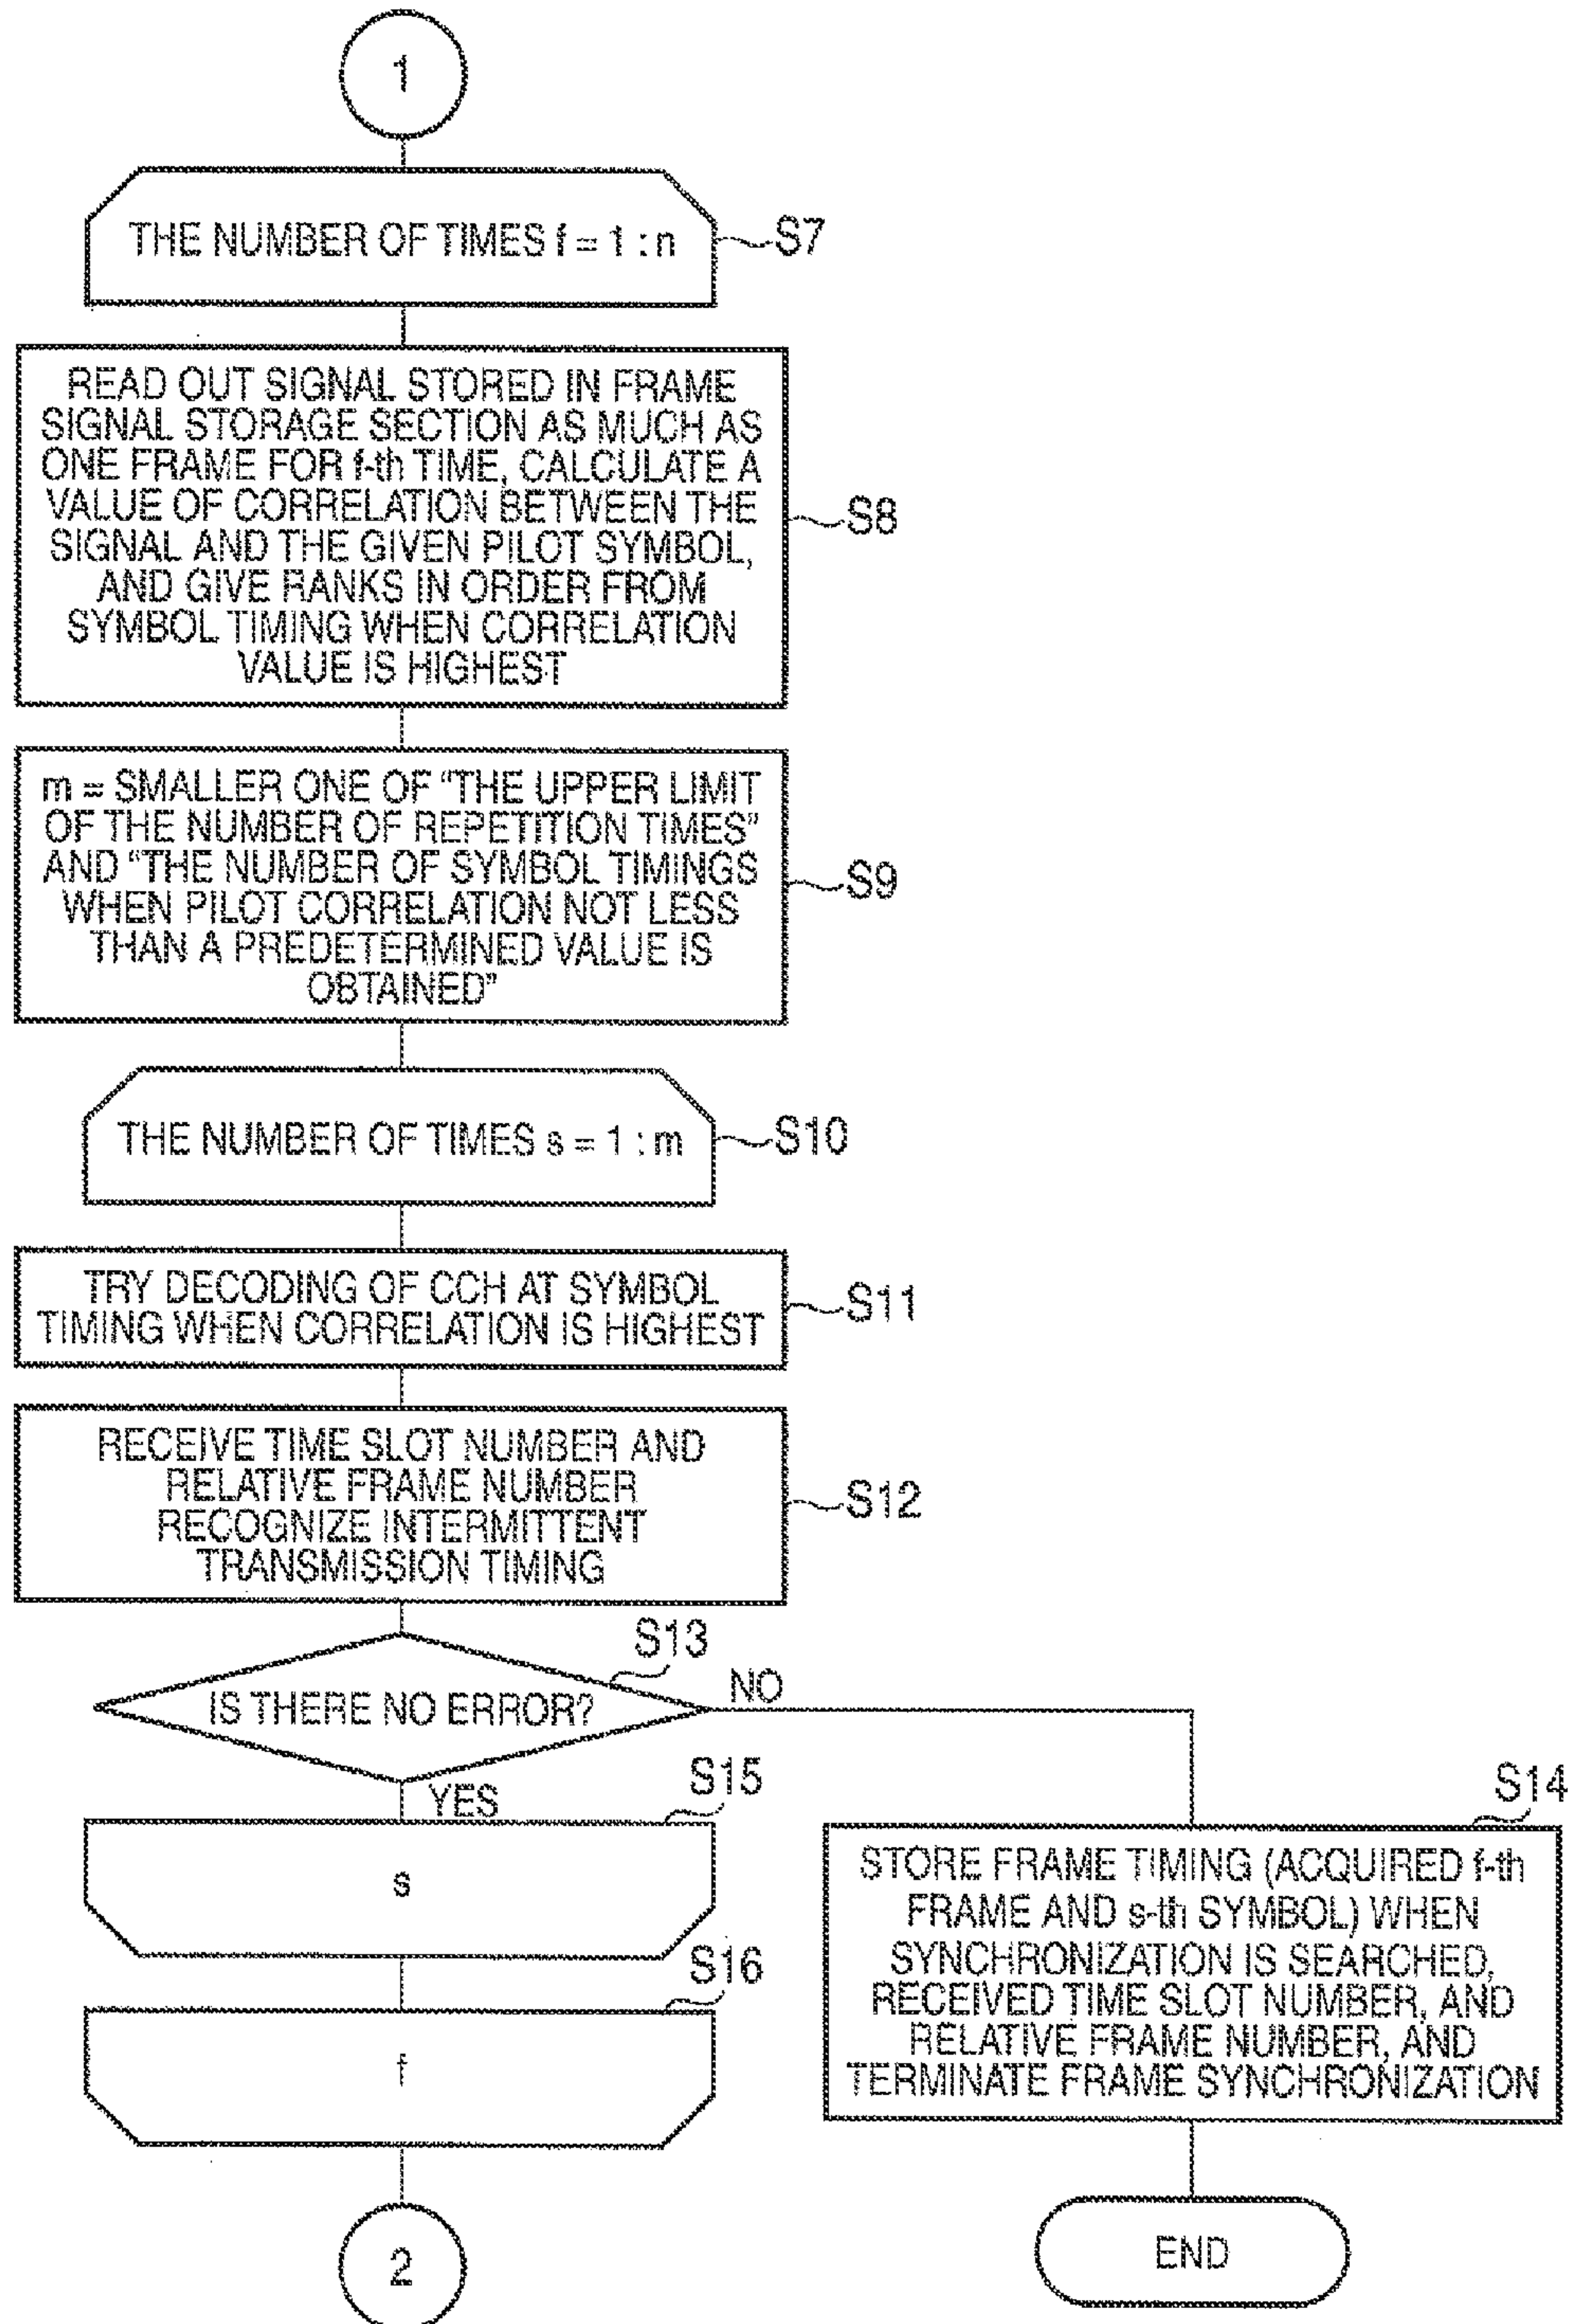 1
THE NUMBER OF TIMES f = 1 : n
S7
READ OUT SIGNAL STORED IN FRAME
SIGNAL STORAGE SECTION AS MUCH AS
ONE FRAME FOR f-th TIME, CALCULATE A
VALUE OF CORRELATION BETWEEN THE
SIGNAL AND THE GIVEN PILOT SYMBOL,
AND GIVE RANKS IN ORDER FROM
SYMBOL TIMING WHEN CORRELATION
VALUE IS HIGHEST
S8
m = SMALLER ONE OF “THE UPPER LIMIT
OF THE NUMBER OF REPETITION TIMES”
AND “THE NUMBER OF SYMBOL TIMINGS
WHEN PILOT CORRELATION NOT LESS
THAN A PREDETERMINED VALUE IS
OBTAINED”
S9
THE NUMBER OF TIMES s = 1 : m
S10
TRY DECODING OF CCH AT SYMBOL
TIMING WHEN CORRELATION IS HIGHEST
S11
RECEIVE TIME SLOT NUMBER AND
RELATIVE FRAME NUMBER
RECOGNIZE INTERMITTENT
TRANSMISSION TIMING
S12
S13
IS THERE NO ERROR?
NO
YES
S15
s
S16
f
2
S14
STORE FRAME TIMING (ACQUIRED f-th
FRAME AND s-th SYMBOL) WHEN
SYNCHRONIZATION IS SEARCHED,
RECEIVED TIME SLOT NUMBER, AND
RELATIVE FRAME NUMBER, AND
TERMINATE FRAME SYNCHRONIZATION
END